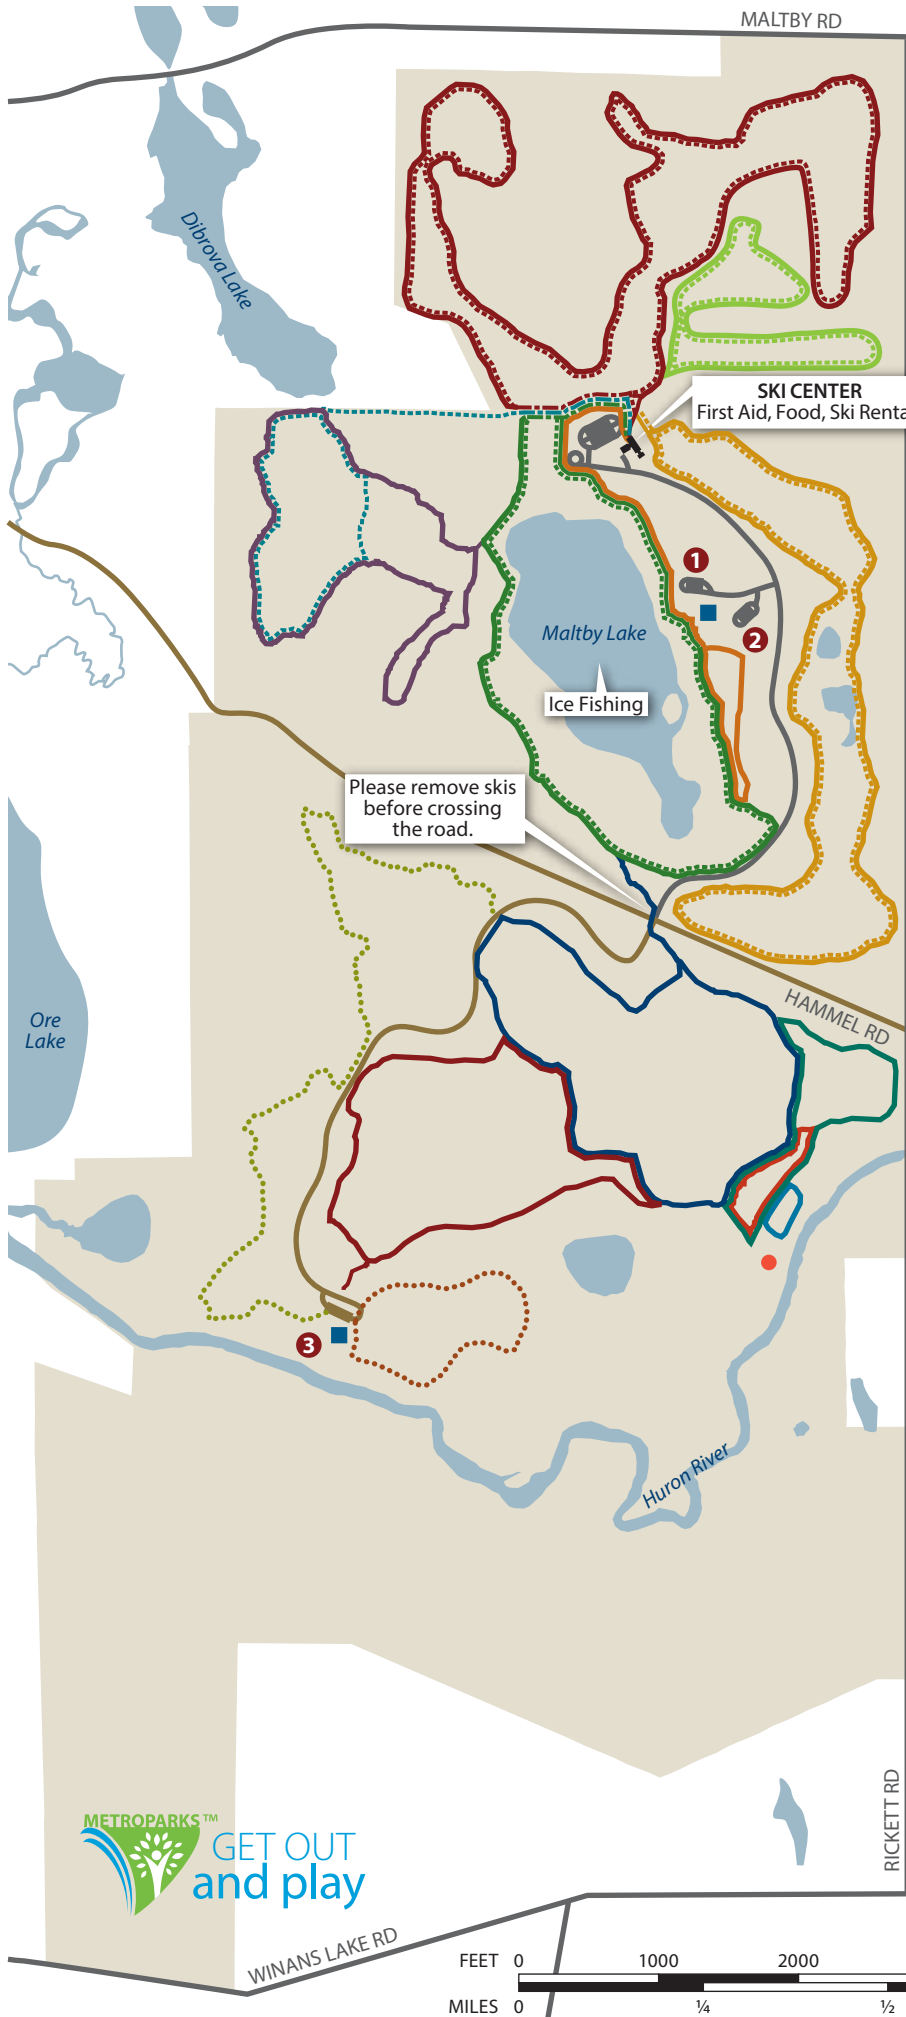 MALTBY RD
Dibrova Lake
SKI CENTER
First Aid, Food, Ski Renta
1
2
Maltby Lake
Ice Fishing
Please remove skis
before crossing
the road.
Ore
Lake
HAMMEL RD
3
Huron River
RICKETT RD
METROPARKS™
GET OUT
and play
WINANS LAKE RD
FEET 0 1000 2000
MILES 0 ¼ ½